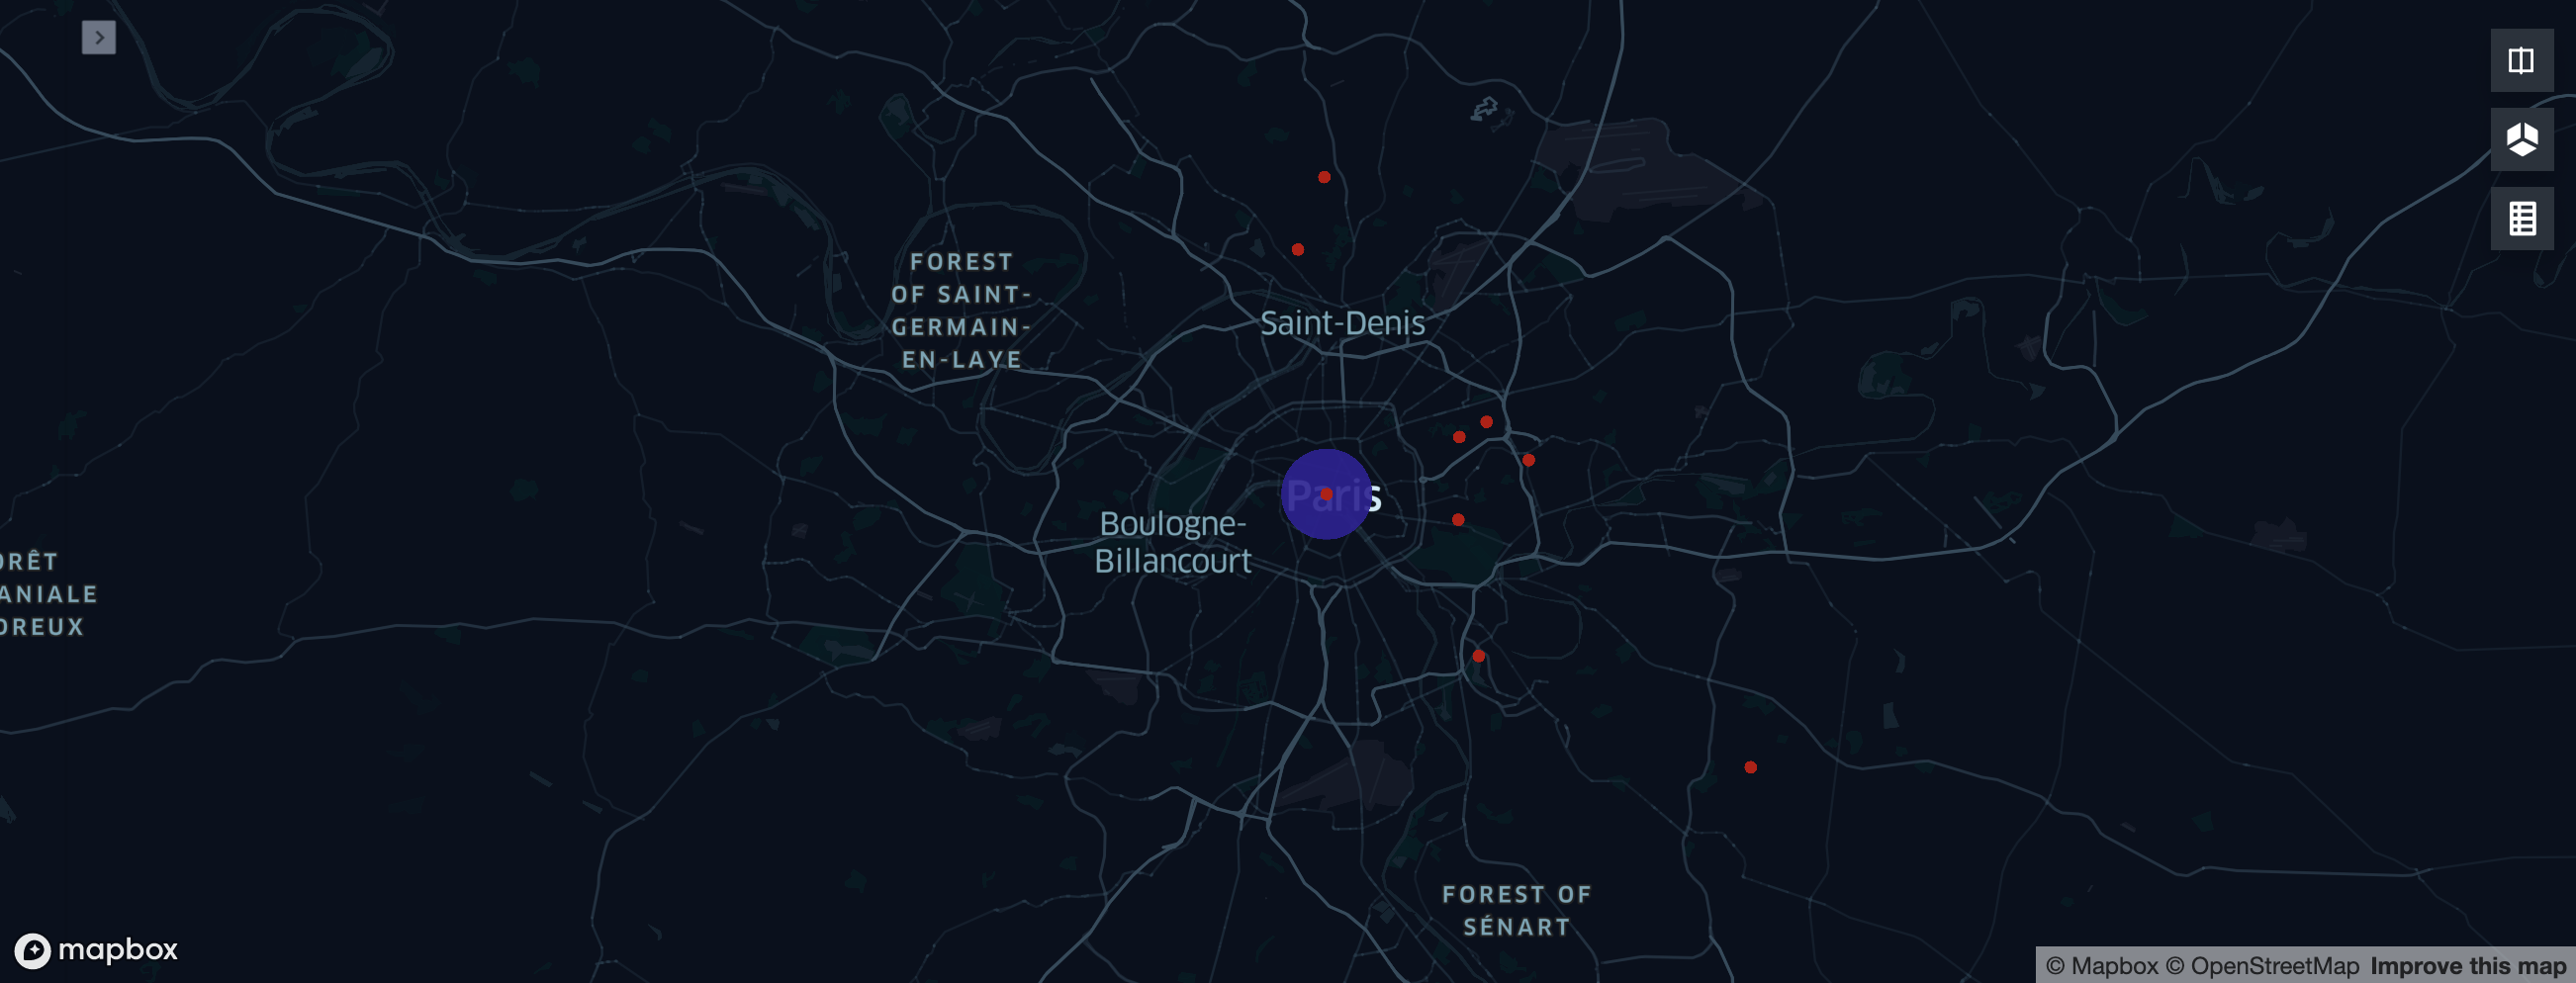 FOREST
OF SAINT-
GERMAIN-
EN-LAYE
Saint-Denis
Paris
Boulogne-
Billancourt
ORÊT
ANIALE
DREUX
FOREST OF
SÉNART
mapbox
© Mapbox © OpenStreetMap Improve this map